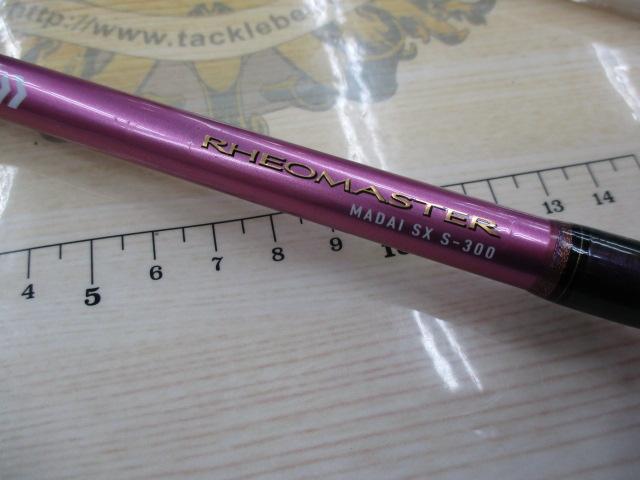 http://www.tacklebe
RHEOMASTER
MADAI SX S-300
4 5 6 7 8 9 10 13 14